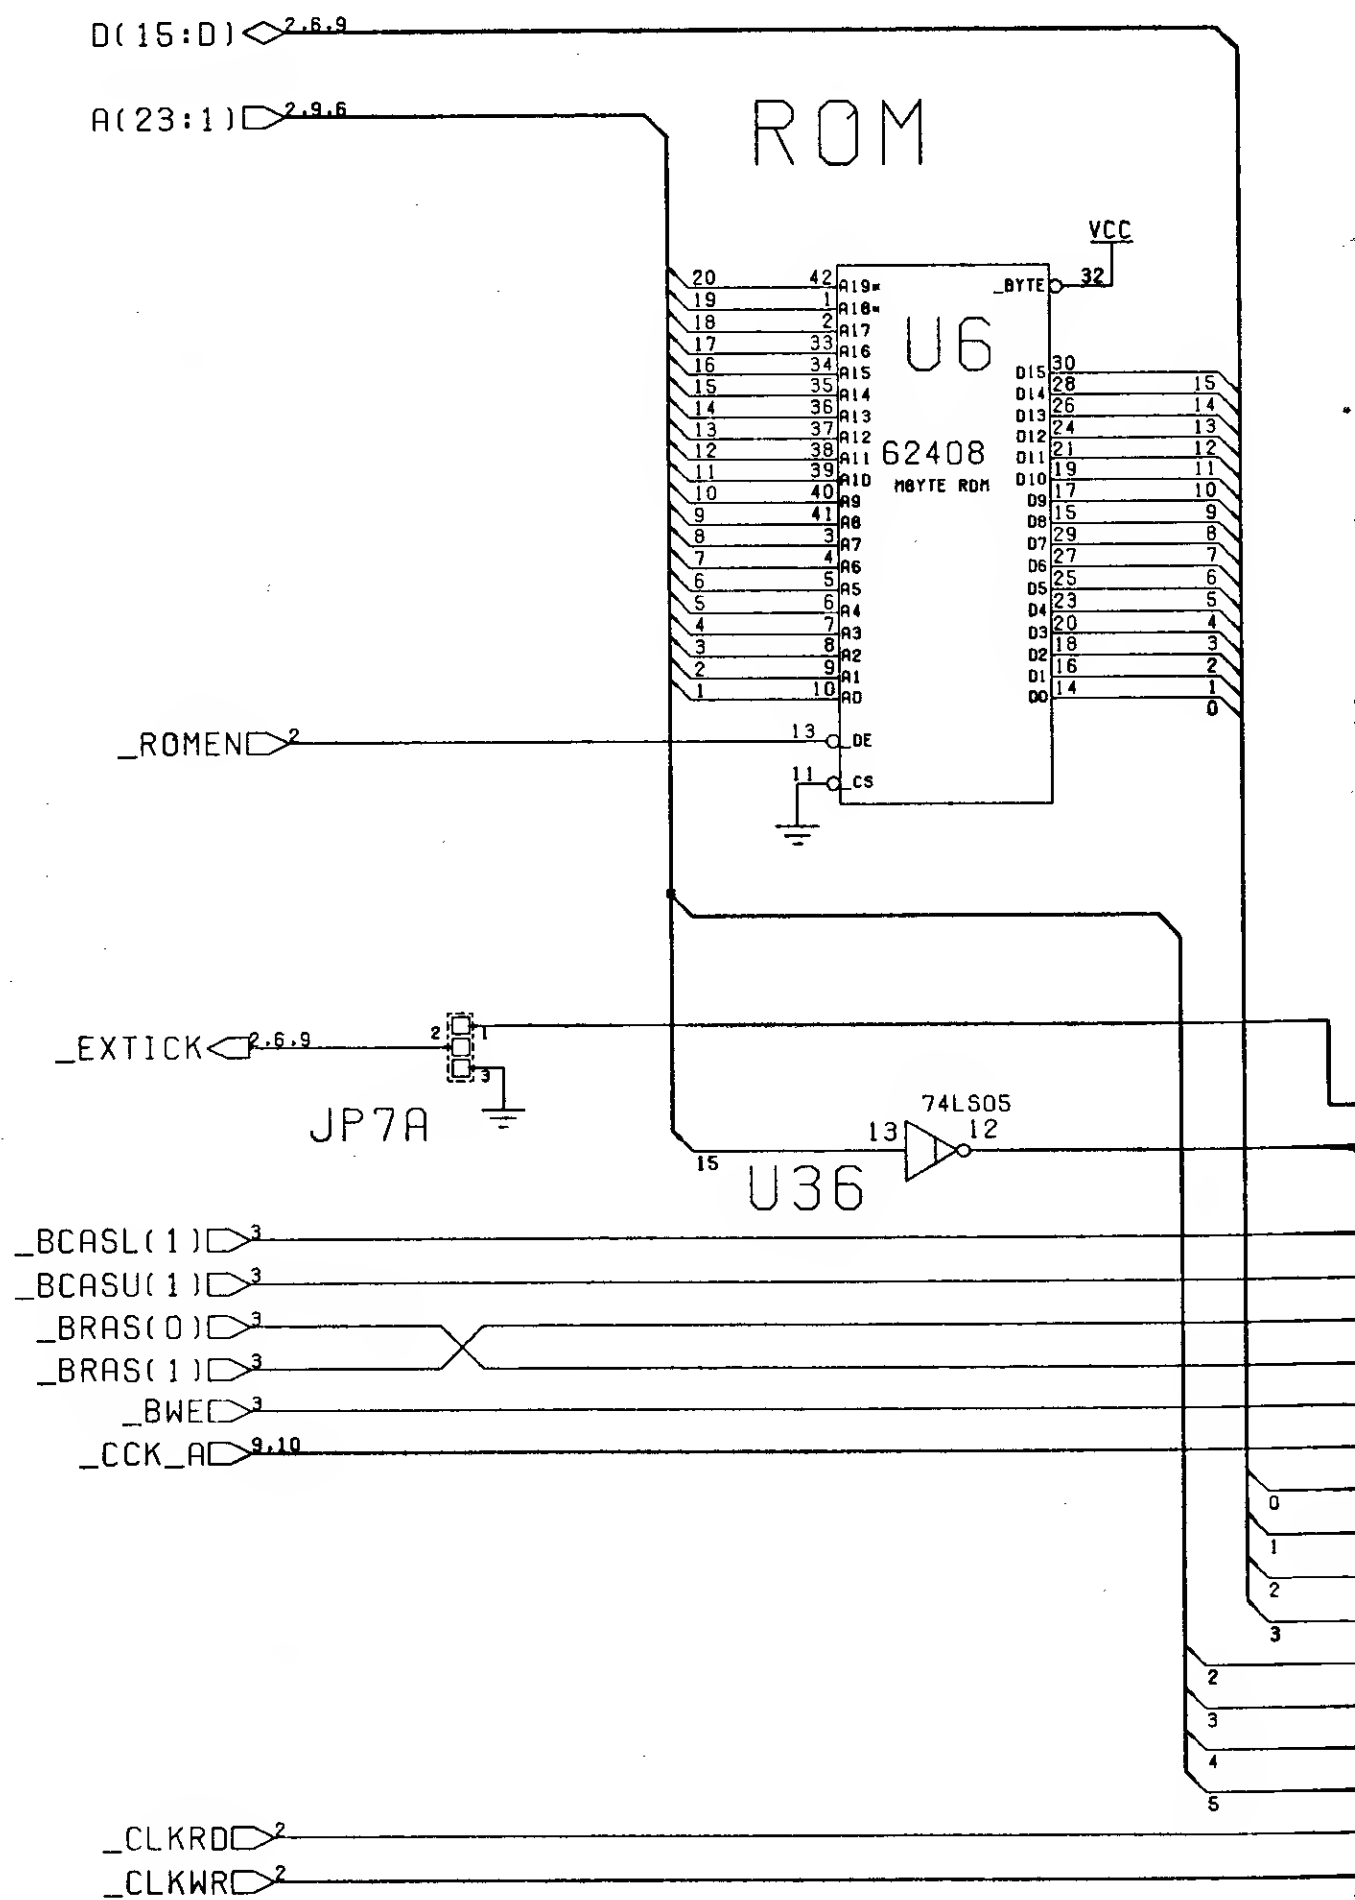 D(15:D) 2,6,9
A(23:1) 2,9,6
ROM
VCC
20 42 A19* _BYTE 32
19 1 A18*
18 2 A17
U6
17 33 A16
16 34 A15 D15 30 15
15 35 A14 D14 28 14
14 36 A13 D13 26 13
13 37 A12 D12 24 12
12 38 A11 62408 D11 21 11
11 39 A1D MBYTE ROM D10 19 10
10 40 A9 D9 17 9
9 41 A8 D8 15 8
8 3 A7 D7 29 7
7 4 A6 D6 27 6
6 5 A5 D5 25 5
5 6 A4 D4 23 4
4 7 A3 D3 20 3
3 8 A2 D2 18 2
2 9 A1 D1 16 1
1 10 AD D0 14 0
_ROMEN 2 13 _OE
11 _CS
_EXTICK 2,6,9 2 1
3
JP7A
74LS05
13 12
15
U36
_BCASL(1) 3
_BCASU(1) 3
_BRAS(0) 3
_BRAS(1) 3
_BWE 3
_CCK_A 9,10
0
1
2
3
2
3
4
5
_CLKRD 2
_CLKWR 2